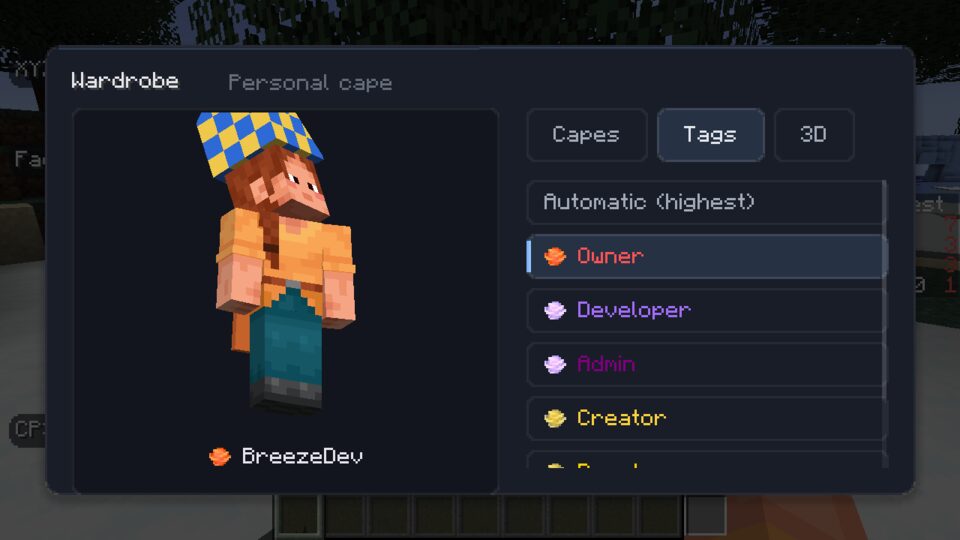 Wardrobe
Personal cape
Capes
Tags
3D
Automatic (highest)
Owner
Developer
Admin
Creator
BreezeDev